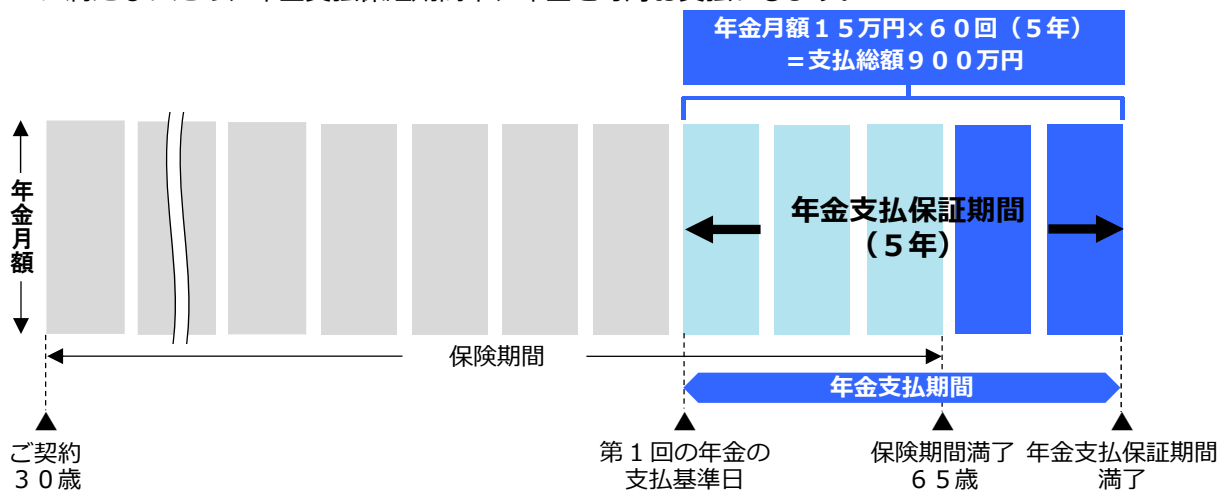 年金月額１５万円×６０回（５年）
＝支払総額９００万円
年金月額
年金支払保証期間
（５年）
保険期間
年金支払期間
ご契約
３０歳
第１回の年金の
支払基準日
保険期間満了
６５歳
年金支払保証期間
満了